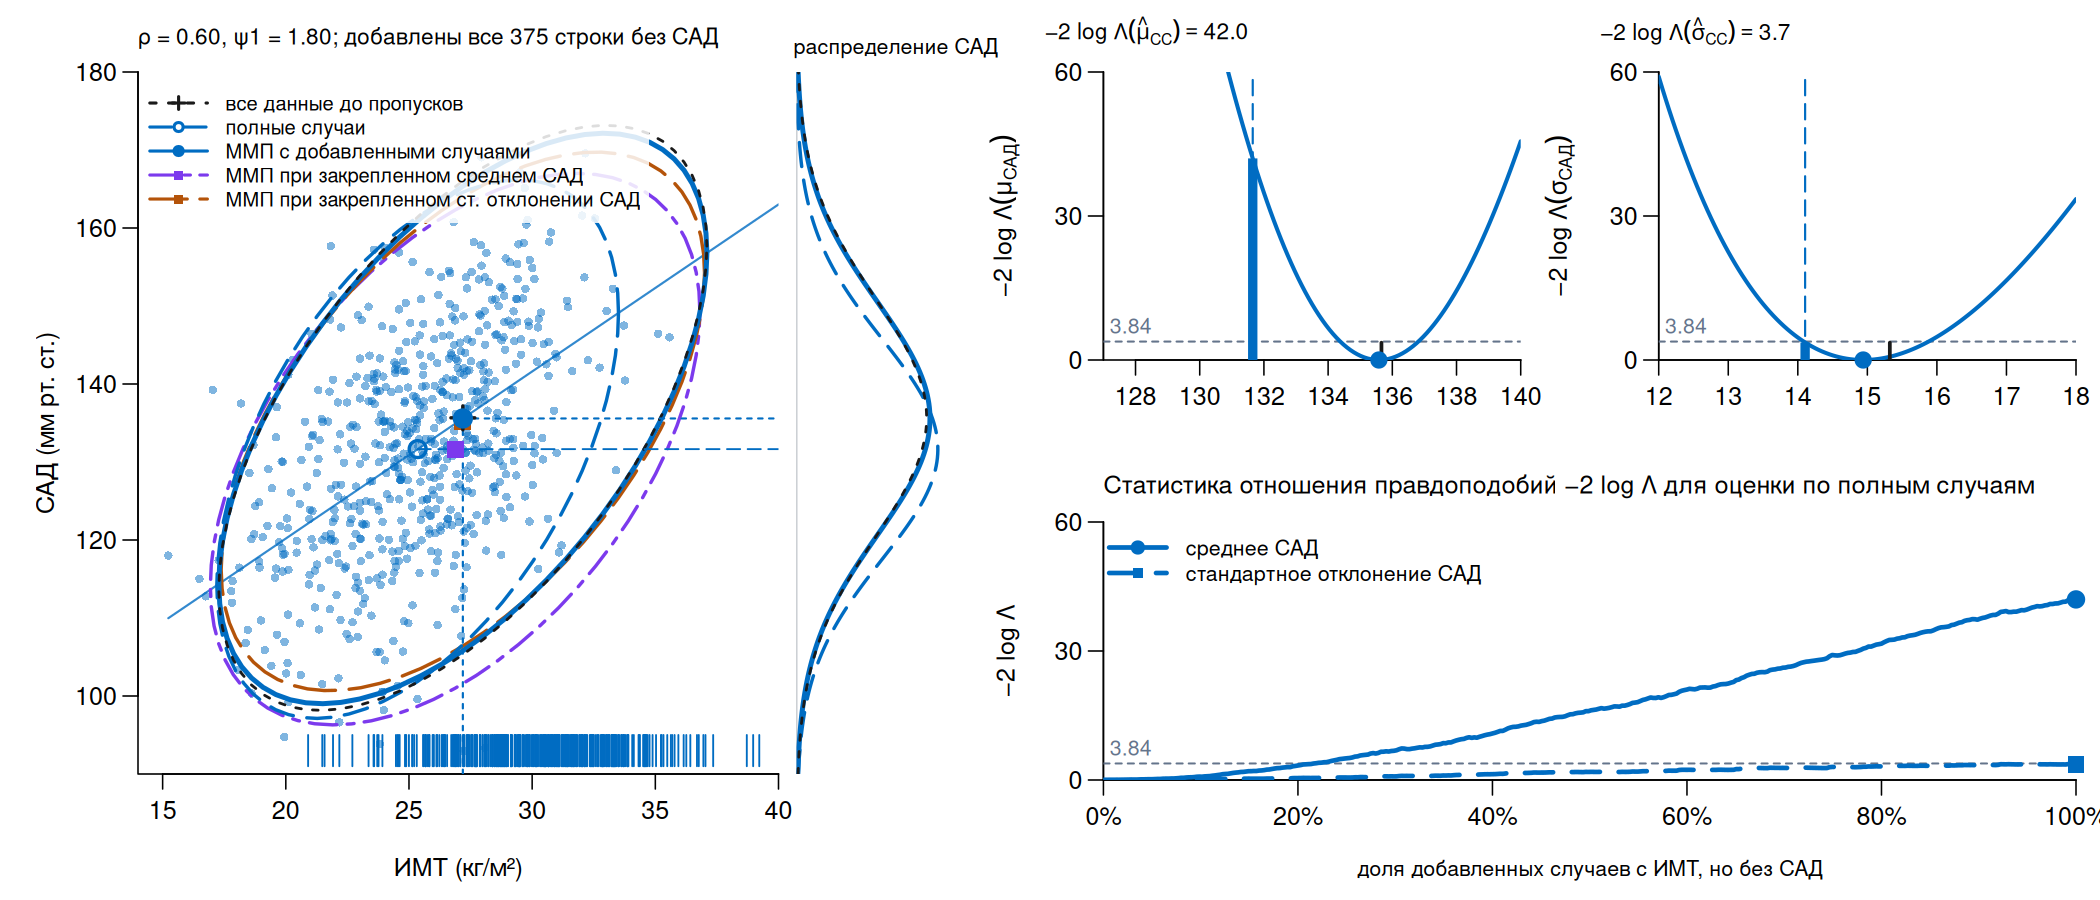 ρ = 0.60, ψ1 = 1.80; добавлены все 375 строки без САД
распределение САД
−2 log Λ(μ̂CC) = 42.0
−2 log Λ(σ̂CC) = 3.7
180
160
140
120
100
САД (мм рт. ст.)
все данные до пропусков
полные случаи
ММП с добавленными случаями
ММП при закрепленном среднем САД
ММП при закрепленном ст. отклонении САД
15 20 25 30 35 40
ИМТ (кг/м²)
60
30
0
−2 log Λ(μСАД)
3.84
128 130 132 134 136 138 140
60
30
0
−2 log Λ(σСАД)
3.84
12 13 14 15 16 17 18
Статистика отношения правдоподобий −2 log Λ для оценки по полным случаям
60
30
0
−2 log Λ
среднее САД
стандартное отклонение САД
3.84
0% 20% 40% 60% 80% 100%
доля добавленных случаев с ИМТ, но без САД